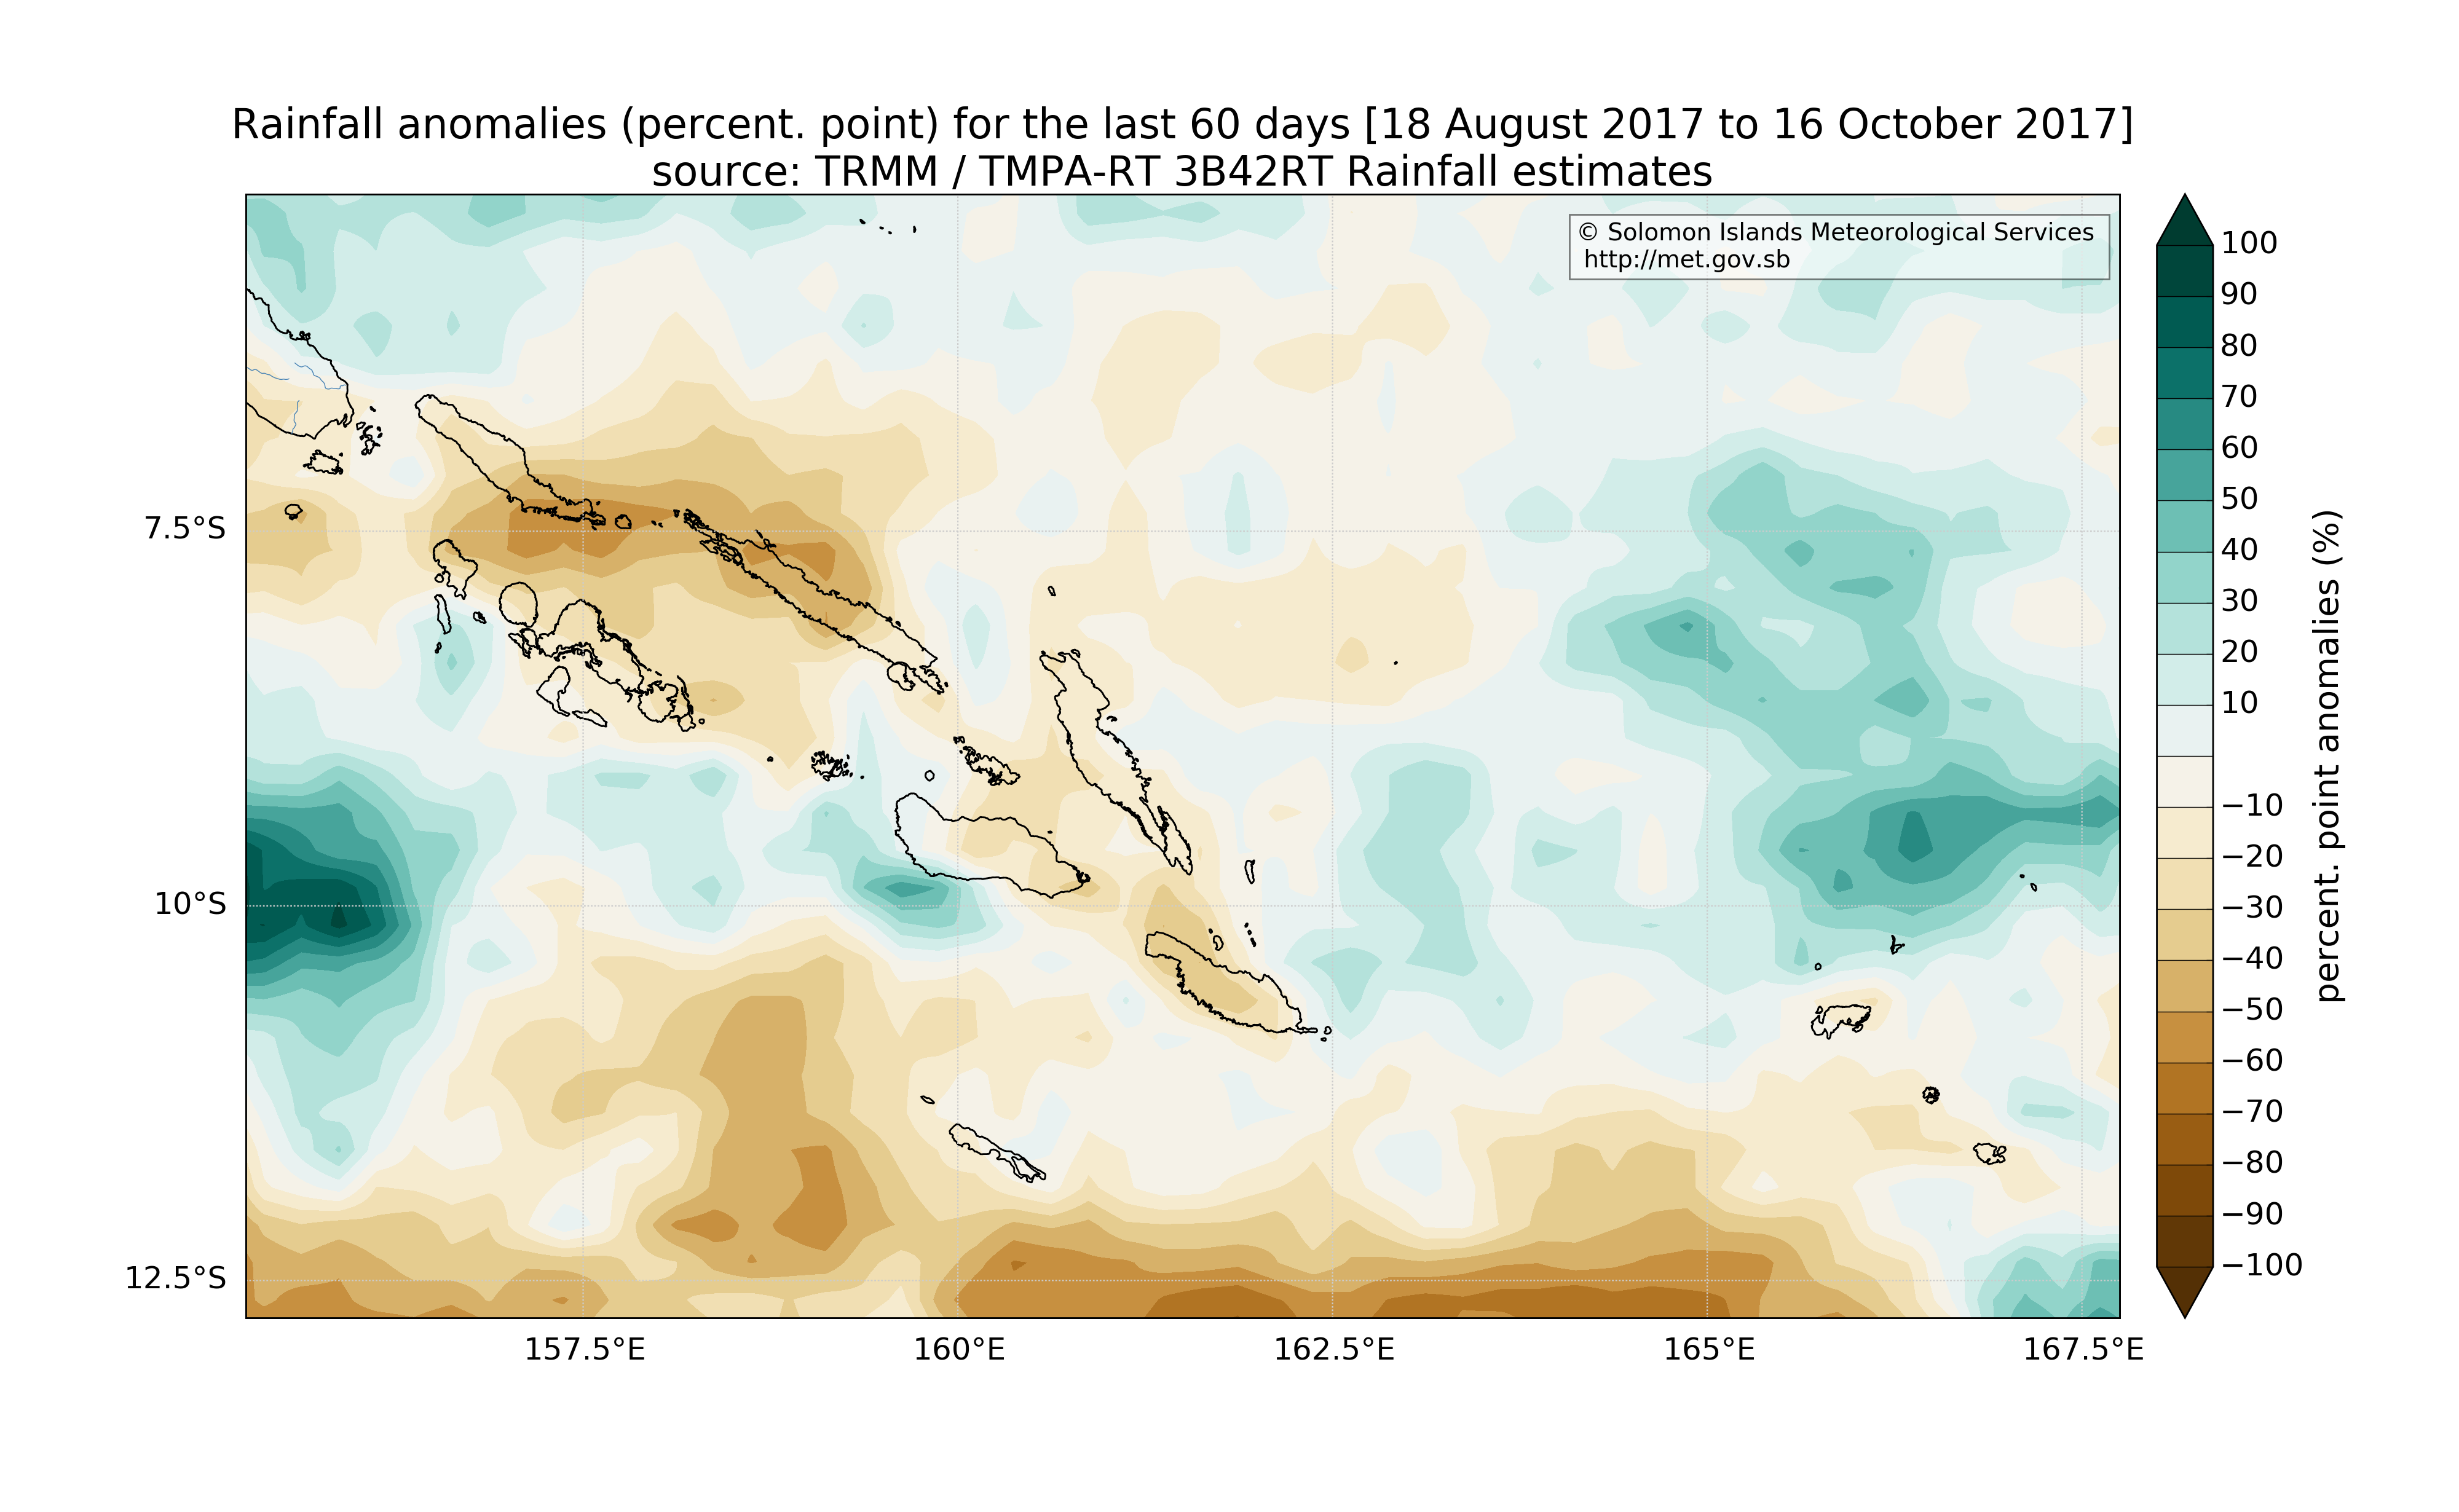 Rainfall anomalies (percent. point) for the last 60 days [18 August 2017 to 16 October 2017]
source: TRMM / TMPA-RT 3B42RT Rainfall estimates
© Solomon Islands Meteorological Services
http://met.gov.sb
7.5°S
10°S
12.5°S
157.5°E
160°E
162.5°E
165°E
167.5°E
100
90
80
70
60
50
40
30
20
10
−10
−20
−30
−40
−50
−60
−70
−80
−90
−100
percent. point anomalies (%)